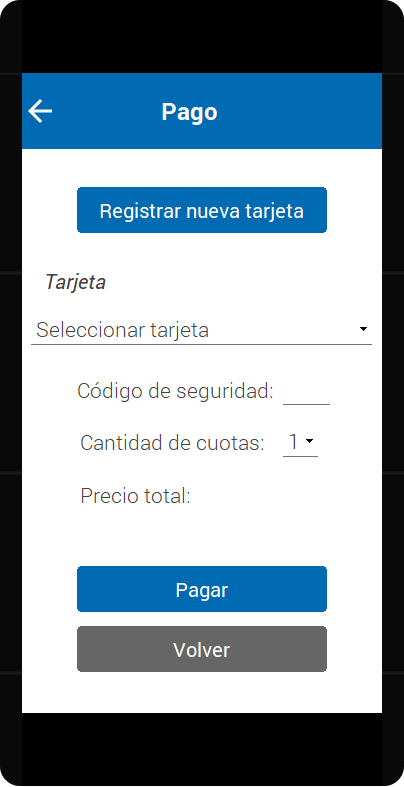 Pago
Registrar nueva tarjeta
Tarjeta
Seleccionar tarjeta
Código de seguridad:
Cantidad de cuotas: 1
Precio total:
Pagar
Volver